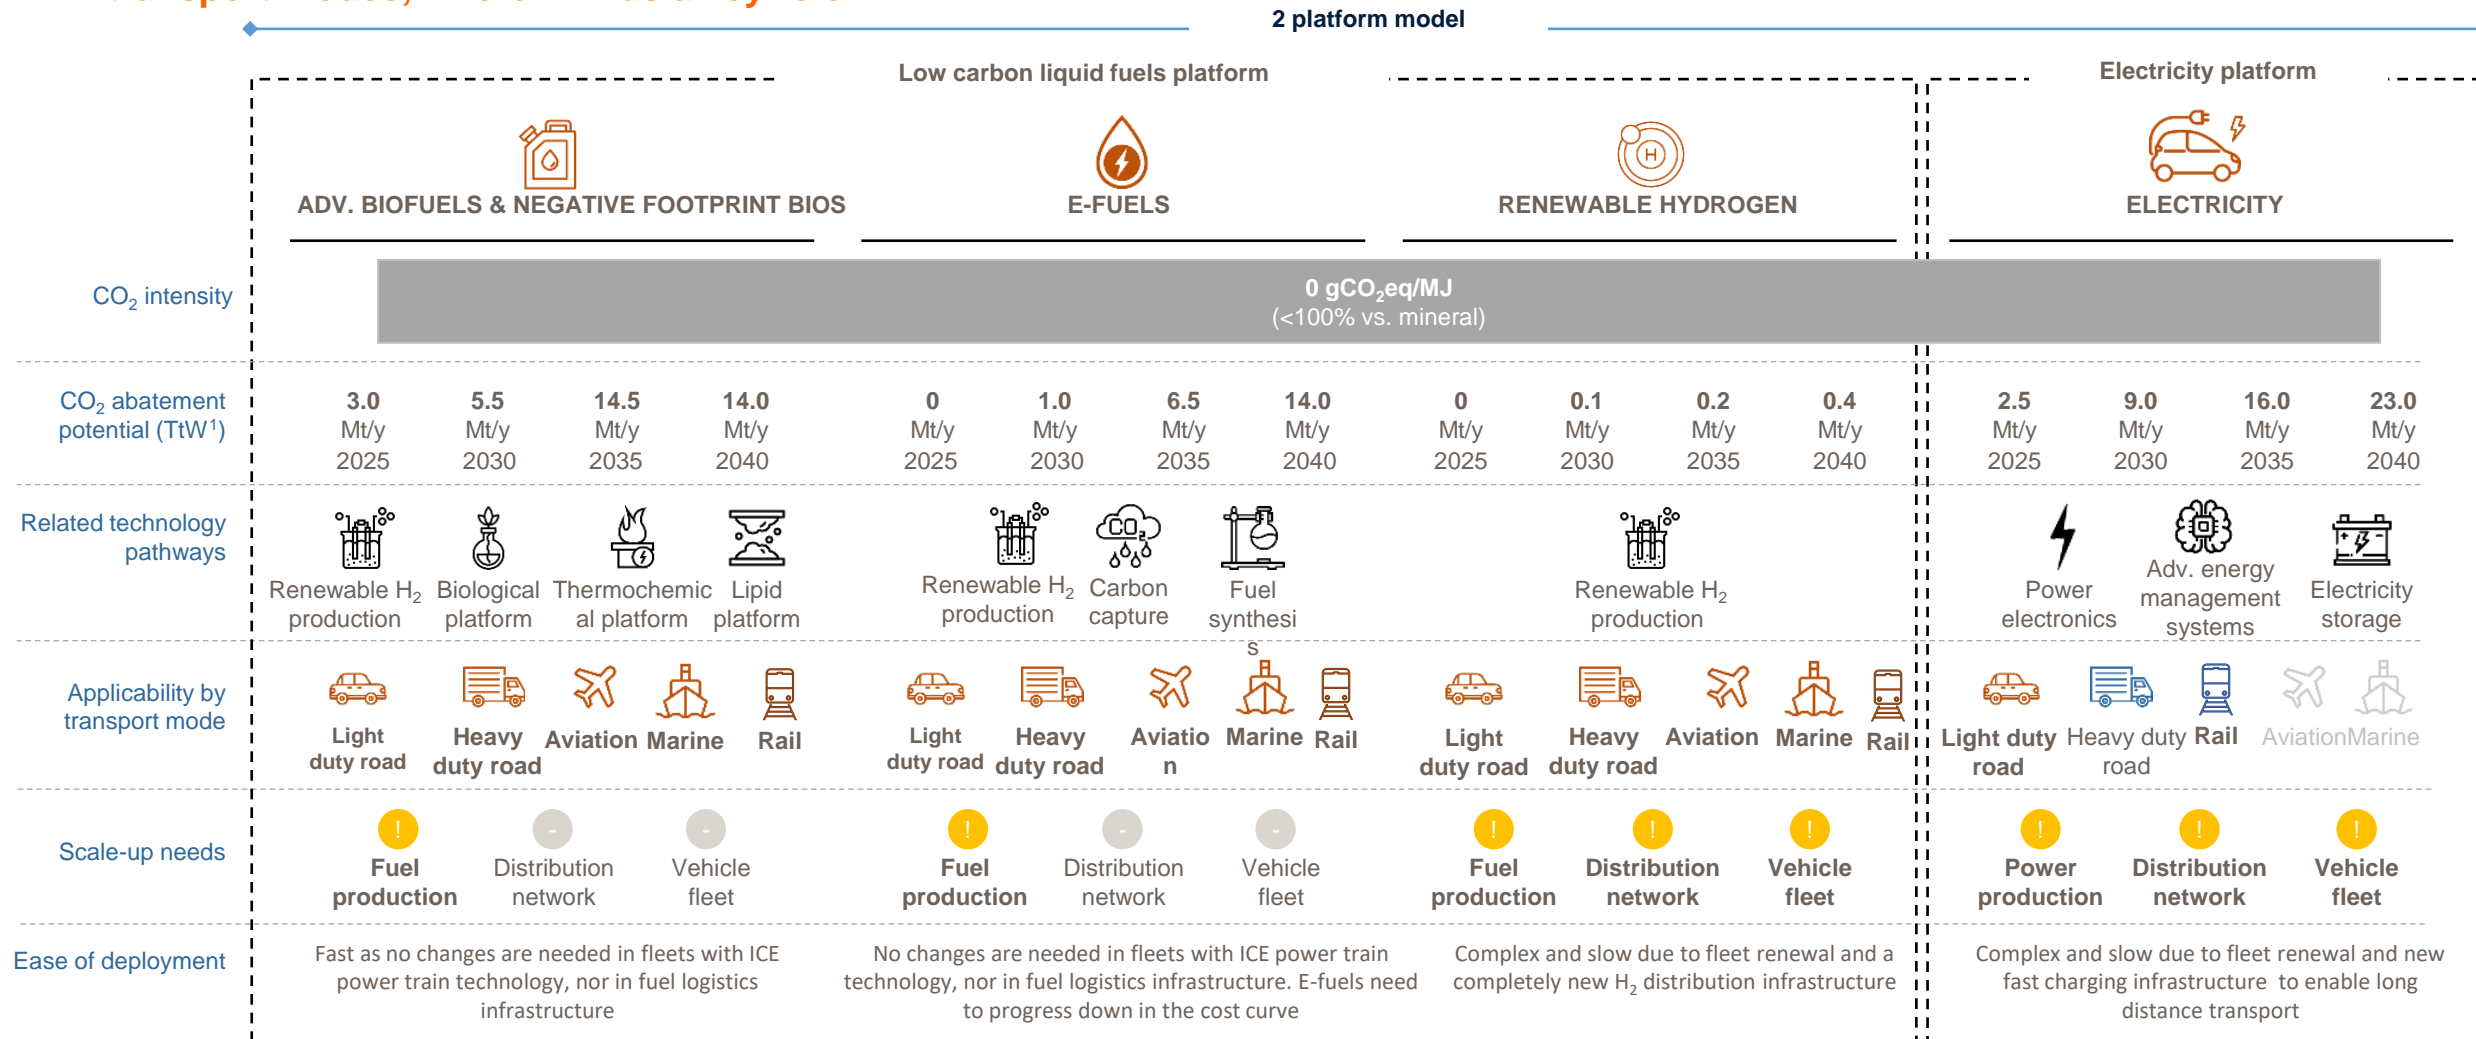 2 platform model
Low carbon liquid fuels platform
Electricity platform
ADV. BIOFUELS & NEGATIVE FOOTPRINT BIOS
E-FUELS
RENEWABLE HYDROGEN
ELECTRICITY
CO2 intensity
0 gCO2eq/MJ
(<100% vs. mineral)
CO2 abatement
potential (TtW1)
3.0 5.5 14.5 14.0 0 1.0 6.5 14.0 0 0.1 0.2 0.4 2.5 9.0 16.0 23.0
Mt/y Mt/y Mt/y Mt/y Mt/y Mt/y Mt/y Mt/y Mt/y Mt/y Mt/y Mt/y Mt/y Mt/y Mt/y Mt/y
2025 2030 2035 2040 2025 2030 2035 2040 2025 2030 2035 2040 2025 2030 2035 2040
Related technology
pathways
Renewable H2
production
Biological
platform
Thermochemic
al platform
Lipid
platform
Renewable H2
production
CO2
Carbon
capture
Fuel
synthesi
s
Renewable H2
production
Power
electronics
Adv. energy
management
systems
Electricity
storage
Applicability by
transport mode
Light
duty road
Heavy
duty road
Aviation
Marine
Rail
Light
duty road
Heavy
duty road
Aviatio
n
Marine
Rail
Light
duty road
Heavy
duty road
Aviation
Marine
Rail
Light duty
road
Heavy duty
road
Rail
Aviation
Marine
Scale-up needs
! - - ! - - ! ! ! ! ! !
Fuel
production
Distribution
network
Vehicle
fleet
Fuel
production
Distribution
network
Vehicle
fleet
Fuel
production
Distribution
network
Vehicle
fleet
Power
production
Distribution
network
Vehicle
fleet
Ease of deployment
Fast as no changes are needed in fleets with ICE
power train technology, nor in fuel logistics
infrastructure
No changes are needed in fleets with ICE power train
technology, nor in fuel logistics infrastructure. E-fuels need
to progress down in the cost curve
Complex and slow due to fleet renewal and a
completely new H2 distribution infrastructure
Complex and slow due to fleet renewal and new
fast charging infrastructure to enable long
distance transport